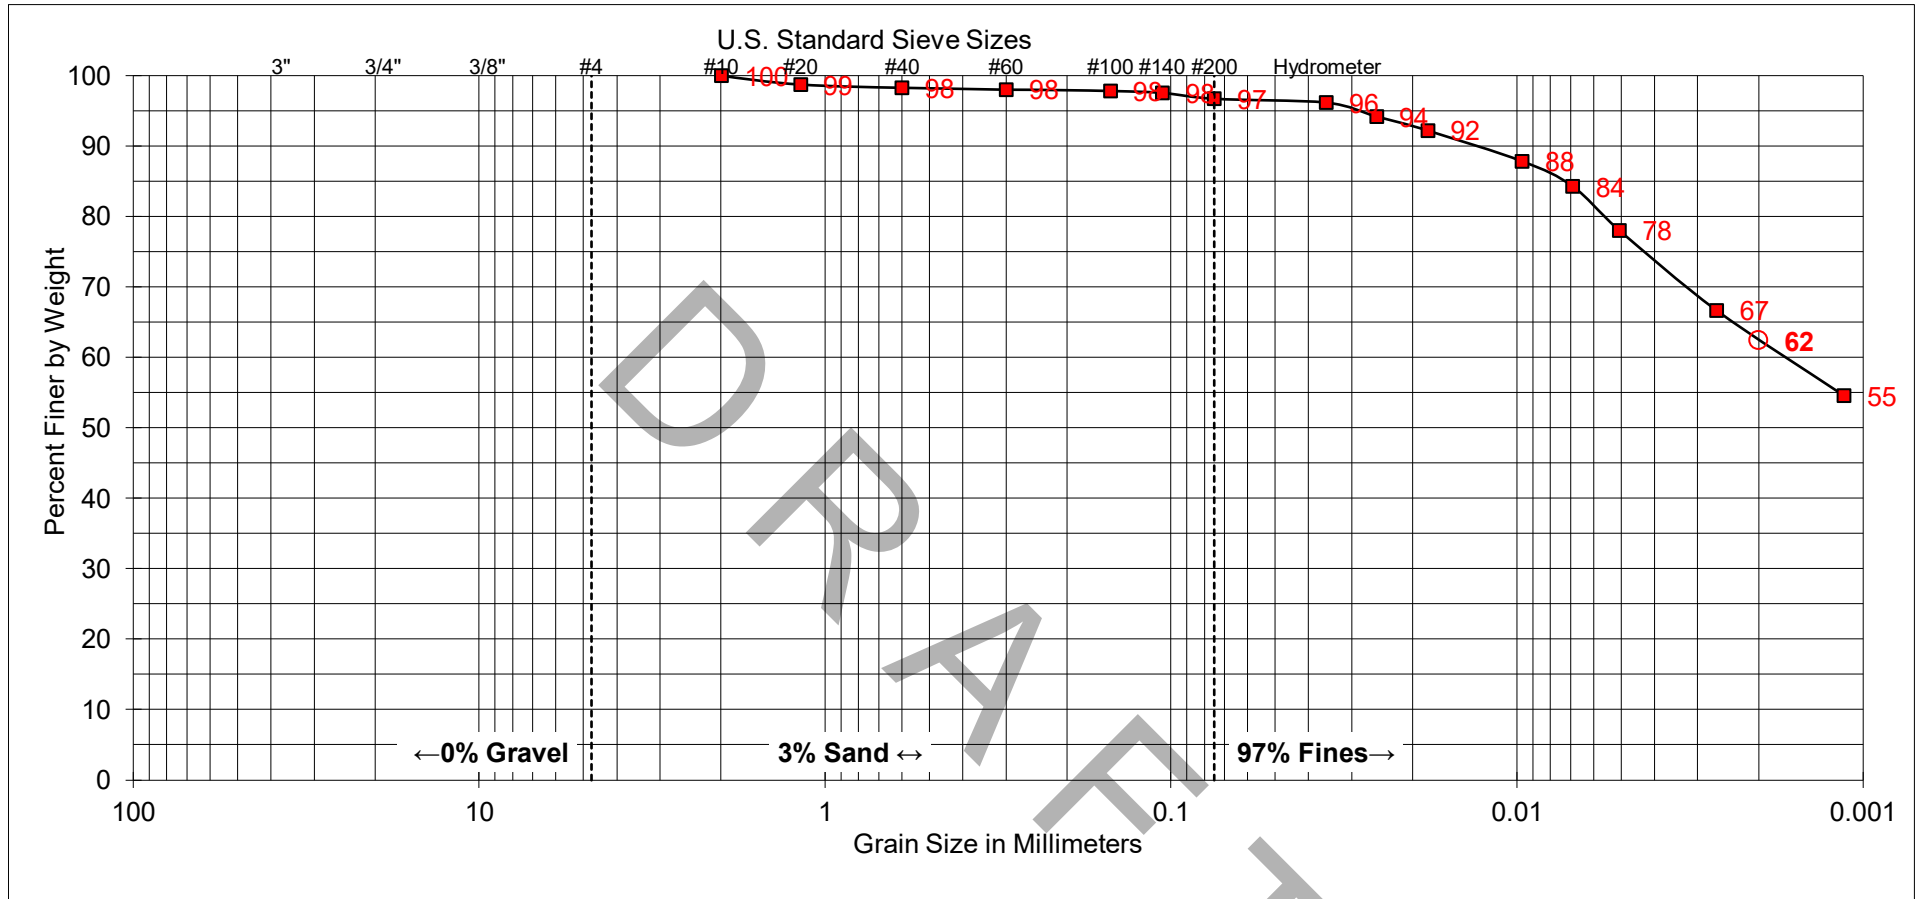 U.S. Standard Sieve Sizes
3" 3/4" 3/8" #4 #10 #20 #40 #60 #100 #140 #200 Hydrometer
100 99 98 98 98 98 97 96 94 92 88 84 78 67 62 55
Percent Finer by Weight
100
90
80
70
60
50
40
30
20
10
0
←0% Gravel 3% Sand ↔ 97% Fines→
100 10 1 0.1 0.01 0.001
Grain Size in Millimeters
DRAFT